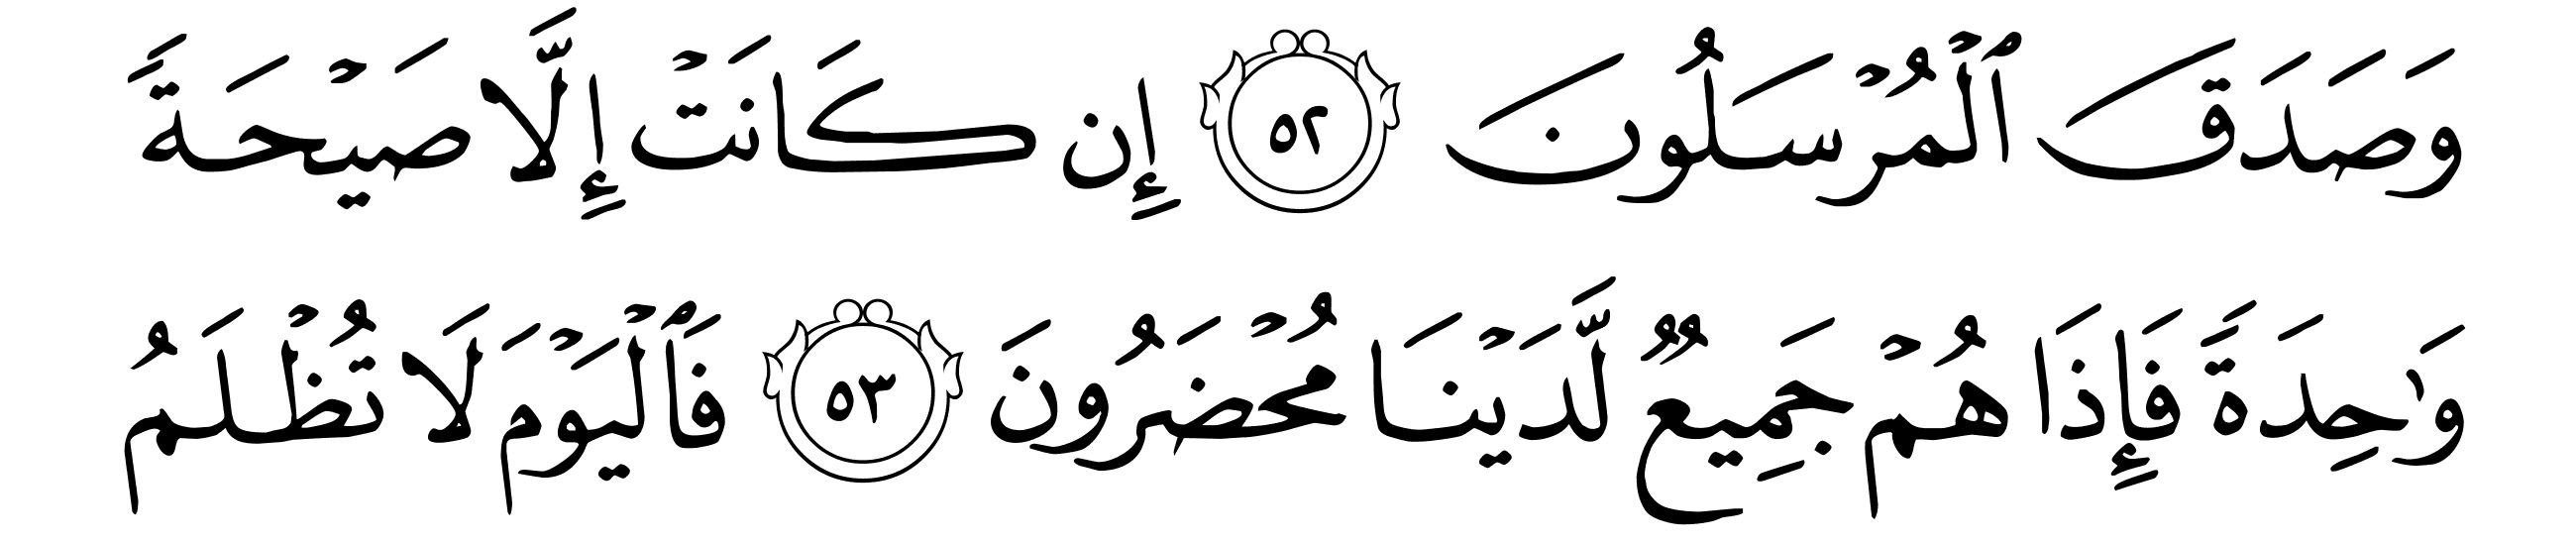 وَصَدَقَ ٱلْمُرْسَلُونَ ٥٢ إِن كَانَتْ إِلَّا صَيْحَةً
وَٰحِدَةً فَإِذَا هُمْ جَمِيعٌ لَّدَيْنَا مُحْضَرُونَ ٥٣ فَٱلْيَوْمَ لَا تُظْلَمُ